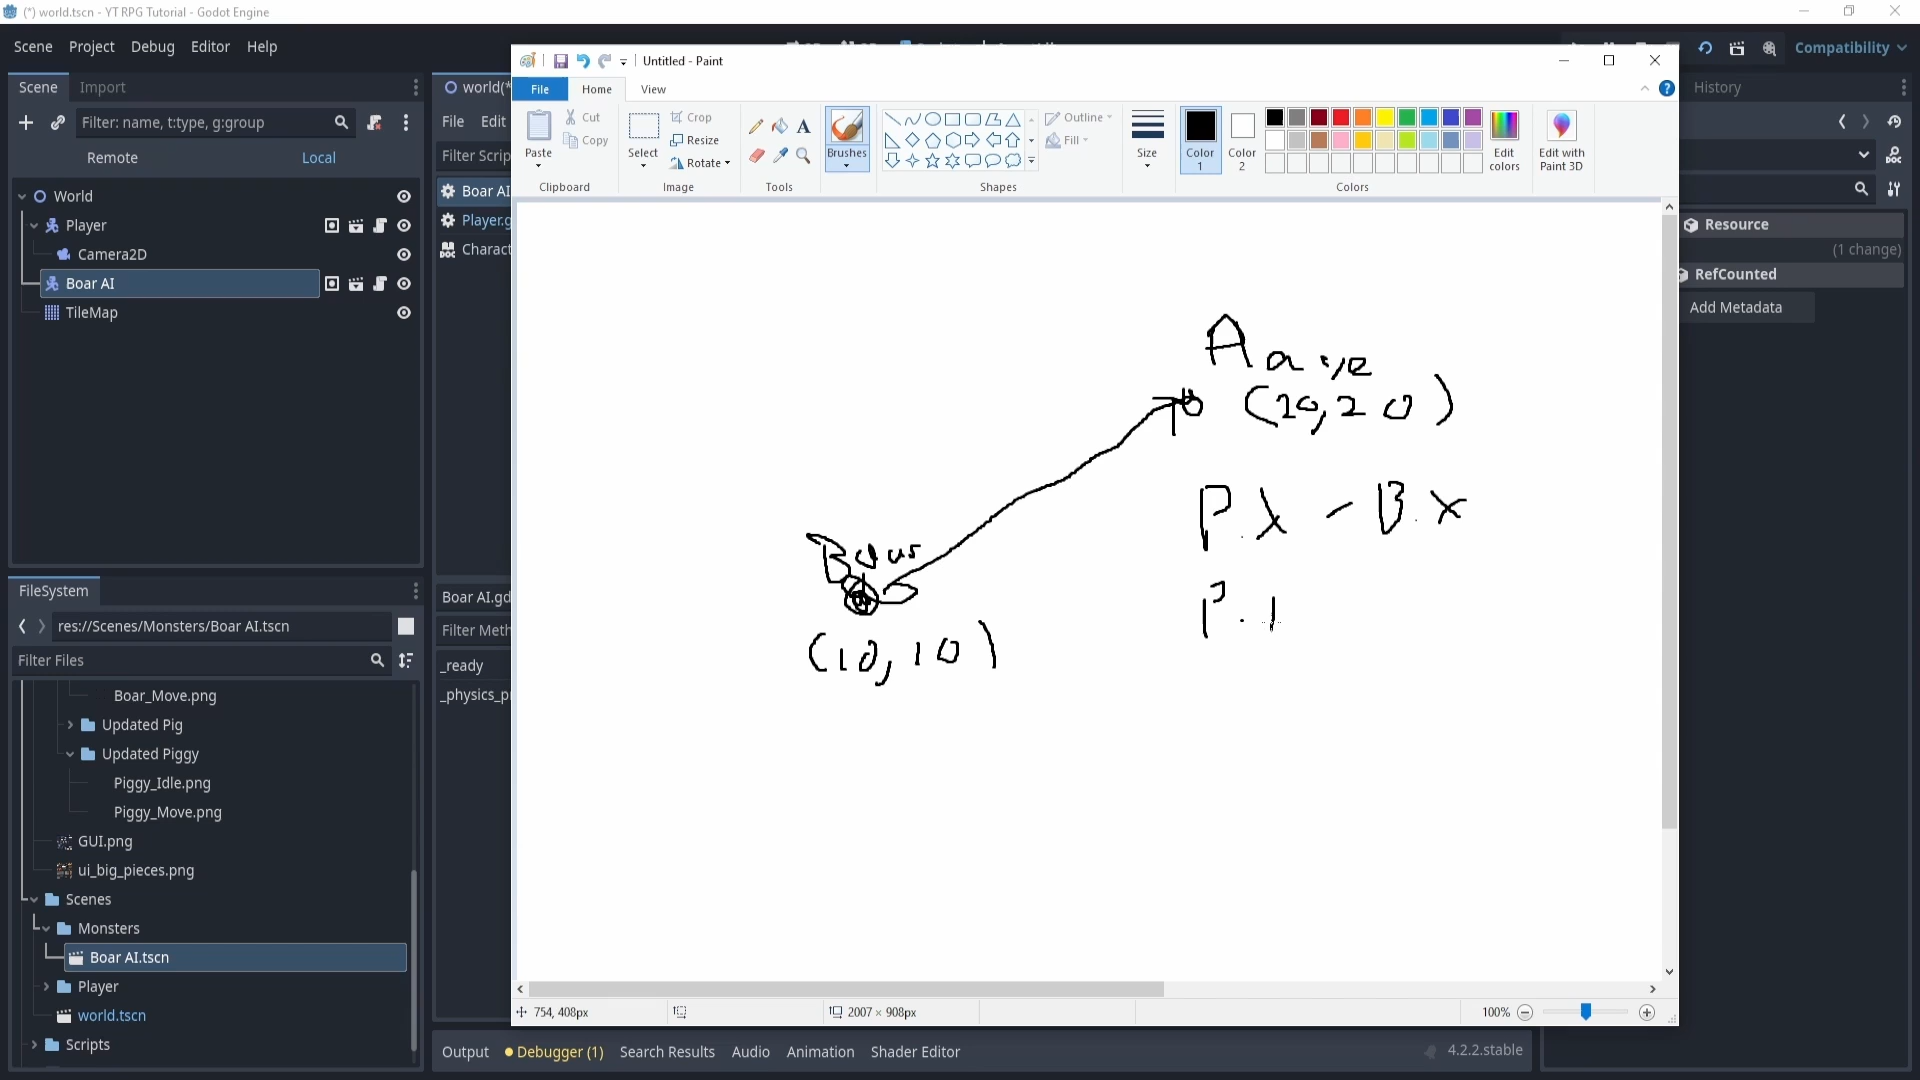 (*) world.tscn - YT RPG Tutorial - Godot Engine
Scene Project Debug Editor Help
Compatibility
Scene Import
Filter: name, t:type, g:group
Remote Local
World
Player
Camera2D
Boar AI
TileMap
FileSystem
res://Scenes/Monsters/Boar AI.tscn
Filter Files
Boar_Move.png
Updated Pig
Updated Piggy
Piggy_Idle.png
Piggy_Move.png
GUI.png
ui_big_pieces.png
Scenes
Monsters
Boar AI.tscn
Player
world.tscn
Scripts
world(*
File Edit
Filter Scrip
Boar AI
Player.g
Charact
Boar AI.gd
Filter Meth
_ready
_physics_p
Untitled - Paint
File Home View
Paste
Cut
Copy
Clipboard
Select
Crop
Resize
Rotate
Image
Tools
Brushes
Outline
Fill
Shapes
Size
Color 1
Color 2
Edit colors
Edit with Paint 3D
Colors
A
(20,20)
P.X - B.X
P.
(10,10)
754, 408px
2007 × 908px
100%
Output Debugger (1) Search Results Audio Animation Shader Editor
4.2.2.stable
History
Resource
(1 change)
RefCounted
Add Metadata